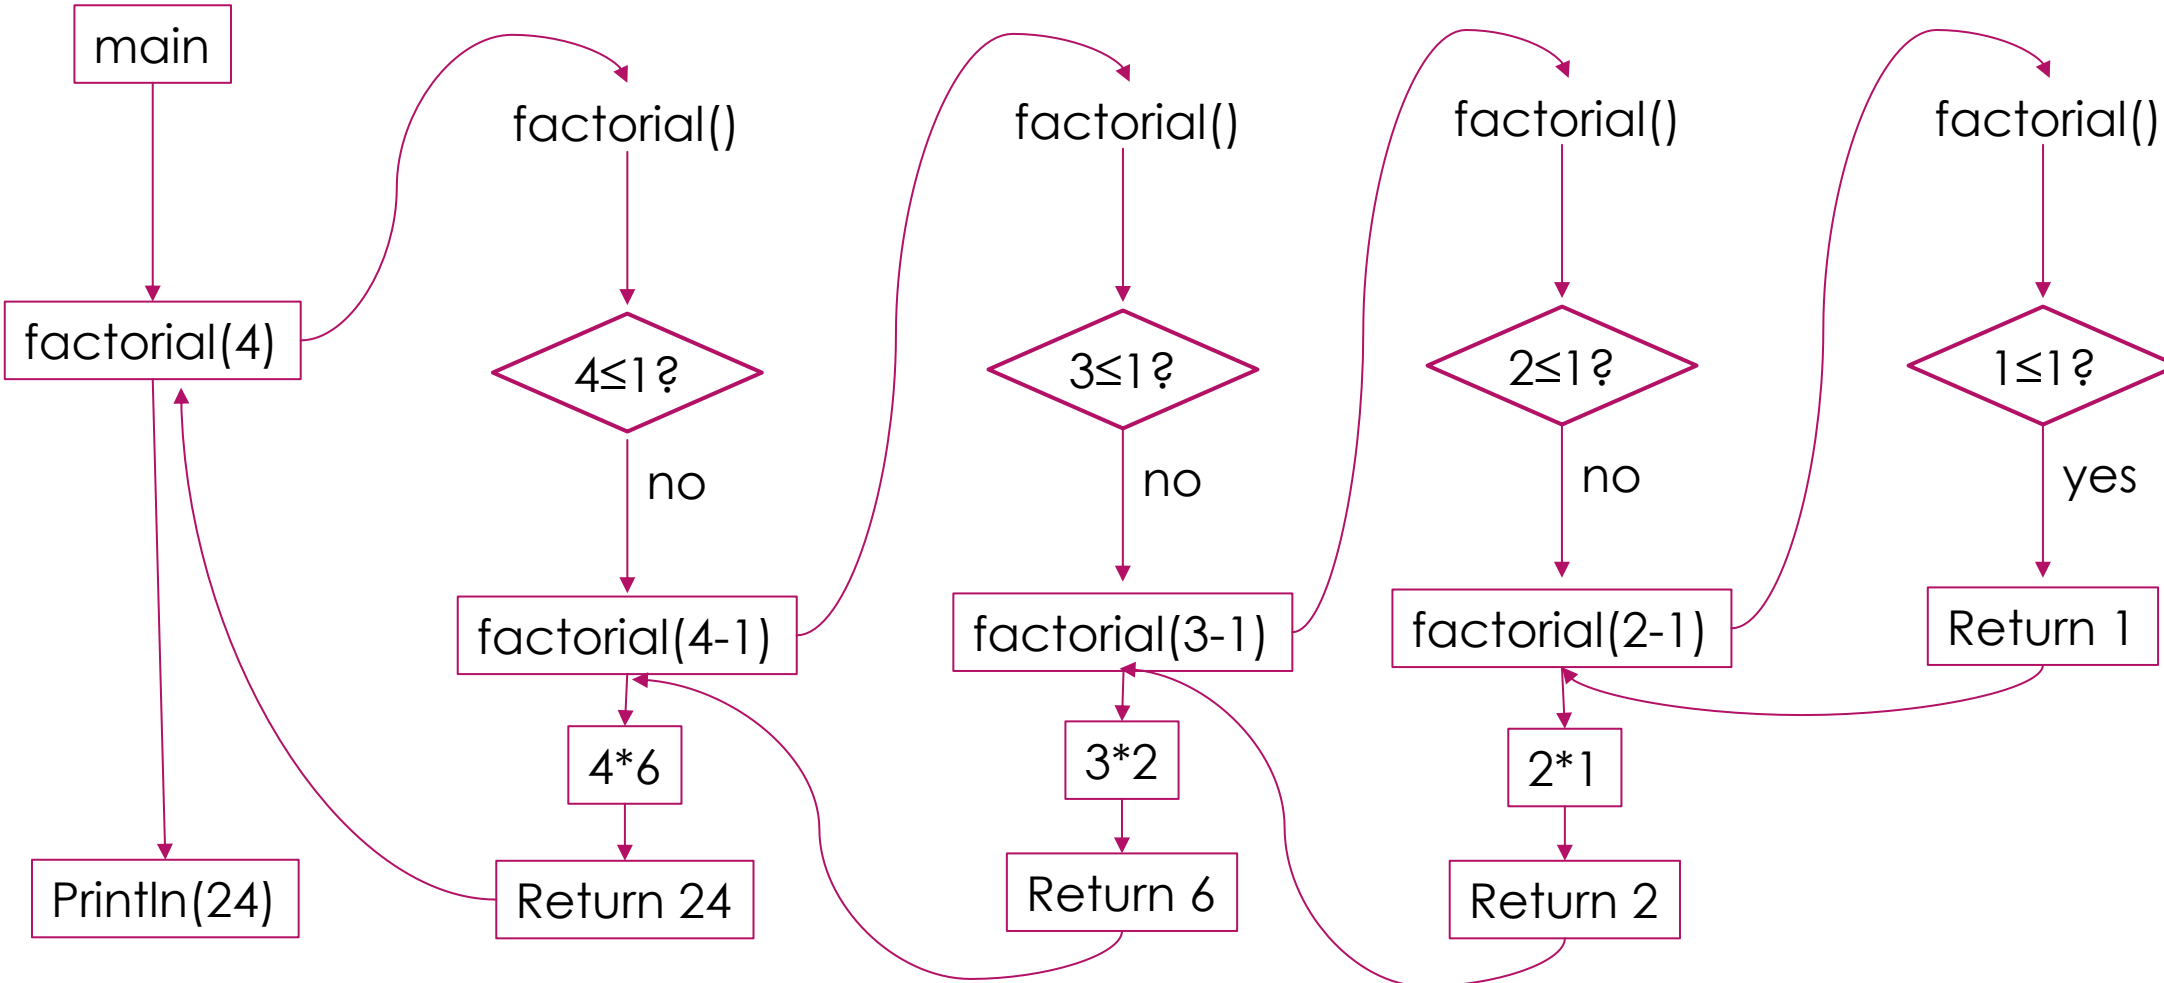 main
factorial(4)
Println(24)
factorial()
4≤1?
no
factorial(4-1)
4*6
Return 24
factorial()
3≤1?
no
factorial(3-1)
3*2
Return 6
factorial()
2≤1?
no
factorial(2-1)
2*1
Return 2
factorial()
1≤1?
yes
Return 1